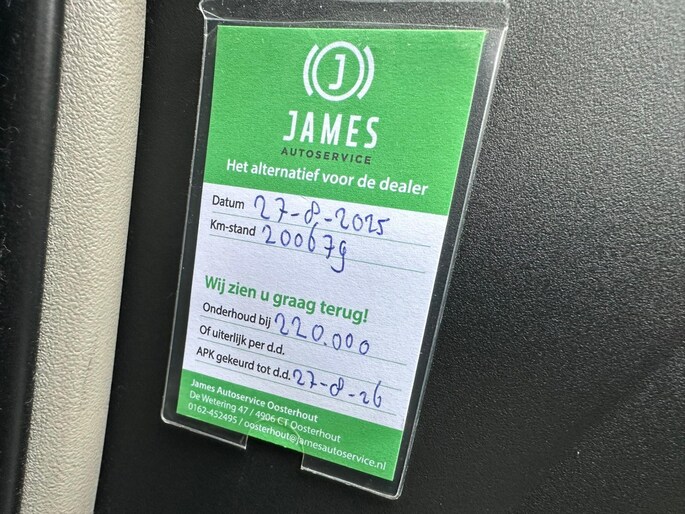 J
JAMES
AUTOSERVICE
Het alternatief voor de dealer
Datum 27-8-2025
Km-stand 200679
Wij zien u graag terug!
Onderhoud bij 220.000
Of uiterlijk per d.d.
APK gekeurd tot d.d. 27-8-26
James Autoservice Oosterhout
De Wetering 47 / 4906 CT Oosterhout
0162-452495 / oosterhout@jamesautoservice.nl